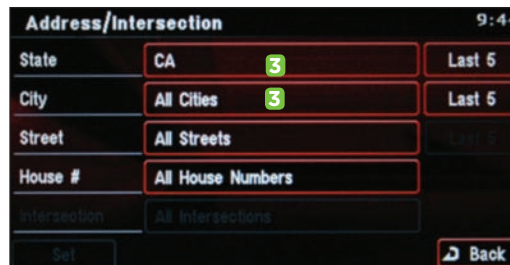 Address/Intersection 9:4
State CA 3 Last 5
City All Cities 3 Last 5
Street All Streets Last 5
House # All House Numbers
Intersection All Intersections
Set Back